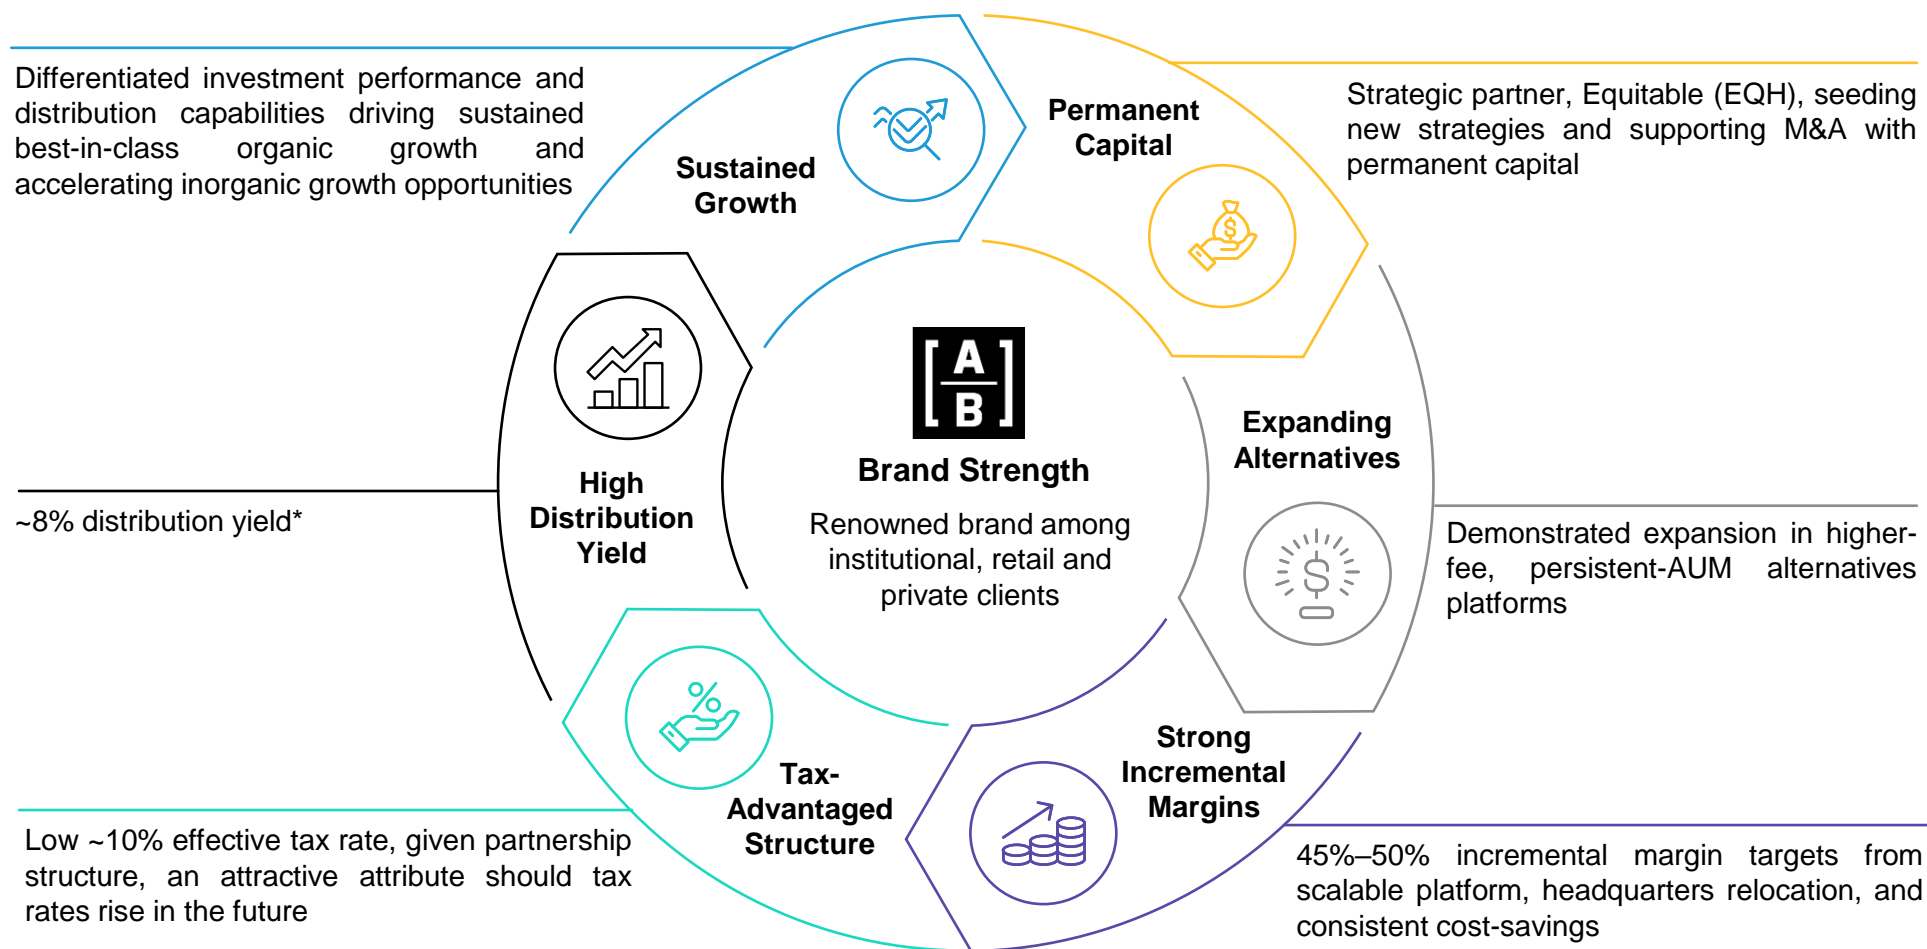 Differentiated investment performance and
distribution capabilities driving sustained
best-in-class organic growth and
accelerating inorganic growth opportunities
Sustained
Growth
Permanent
Capital
Strategic partner, Equitable (EQH), seeding
new strategies and supporting M&A with
permanent capital
$
[A
B]
Brand Strength
Renowned brand among
institutional, retail and
private clients
Expanding
Alternatives
$
Demonstrated expansion in higher-
fee, persistent-AUM alternatives
platforms
High
Distribution
Yield
~8% distribution yield*
%
Tax-
Advantaged
Structure
Low ~10% effective tax rate, given partnership
structure, an attractive attribute should tax
rates rise in the future
Strong
Incremental
Margins
45%–50% incremental margin targets from
scalable platform, headquarters relocation, and
consistent cost-savings